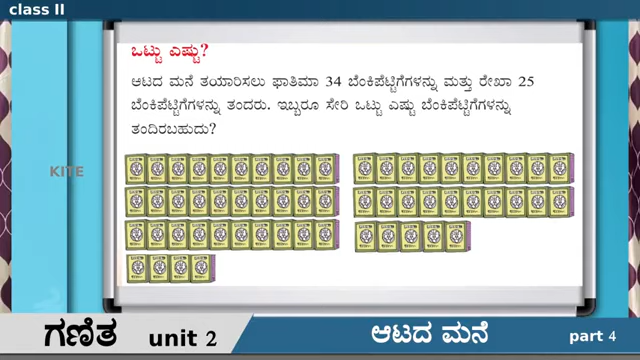 class II
ಒಟ್ಟು ಎಷ್ಟು?
ಆಟದ ಮನೆ ತಯಾರಿಸಲು ಫಾತಿಮಾ 34 ಬೆಂಕಿಪೆಟ್ಟಿಗೆಗಳನ್ನು ಮತ್ತು ರೇಖಾ 25
ಬೆಂಕಿಪೆಟ್ಟಿಗೆಗಳನ್ನು ತಂದರು. ಇಬ್ಬರೂ ಸೇರಿ ಒಟ್ಟು ಎಷ್ಟು ಬೆಂಕಿಪೆಟ್ಟಿಗೆಗಳನ್ನು
ತಂದಿರಬಹುದು?
KITE
ಗಣಿತ unit 2 ಆಟದ ಮನೆ part 4